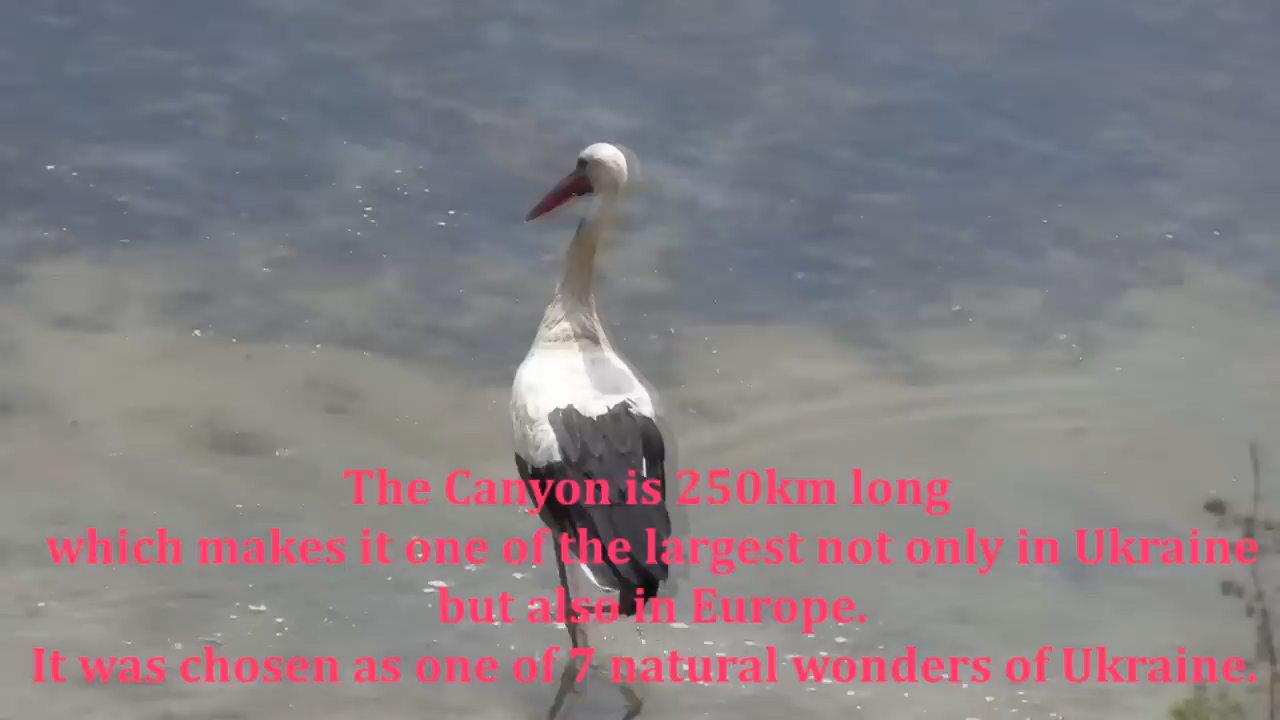 The Canyon is 250km long
which makes it one of the largest not only in Ukraine
but also in Europe.
It was chosen as one of 7 natural wonders of Ukraine.